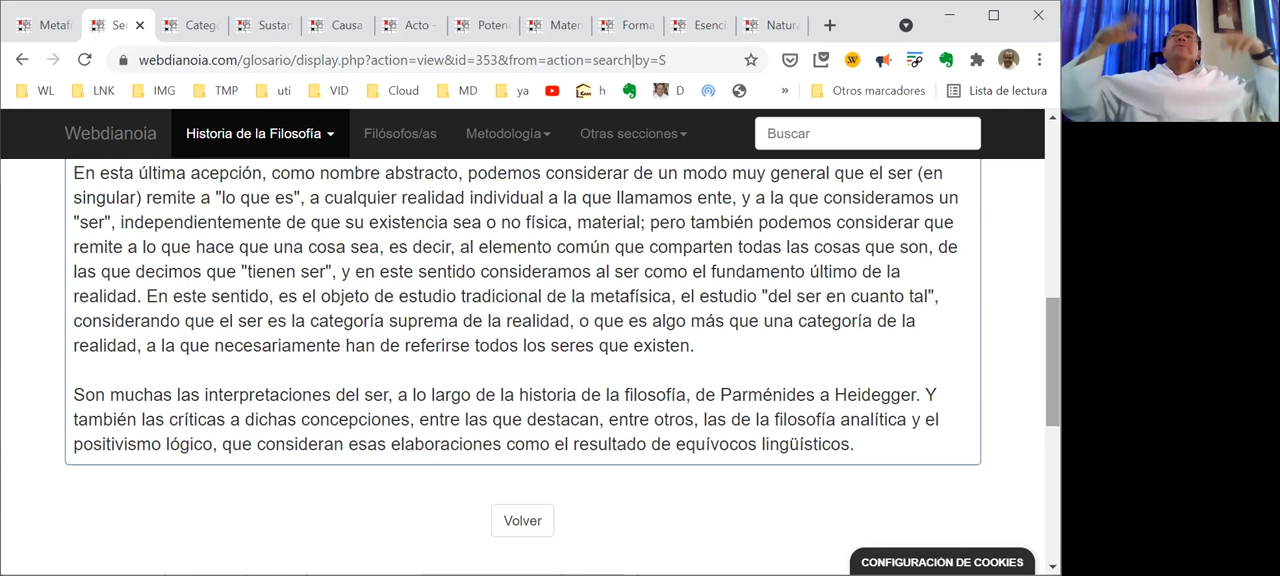 Metafí
Ser
Catego
Sustan
Causa
Acto -
Poten
Mater
Forma
Esenci
Natura
webdianoia.com/glosario/display.php?action=view&id=353&from=action=search|by=S
WL
LNK
IMG
TMP
uti
VID
Cloud
MD
ya
h
D
»
Otros marcadores
Lista de lectura
Webdianoia
Historia de la Filosofía
Filósofos/as
Metodología
Otras secciones
Buscar
En esta última acepción, como nombre abstracto, podemos considerar de un modo muy general que el ser (en
singular) remite a "lo que es", a cualquier realidad individual a la que llamamos ente, y a la que consideramos un
"ser", independientemente de que su existencia sea o no física, material; pero también podemos considerar que
remite a lo que hace que una cosa sea, es decir, al elemento común que comparten todas las cosas que son, de
las que decimos que "tienen ser", y en este sentido consideramos al ser como el fundamento último de la
realidad. En este sentido, es el objeto de estudio tradicional de la metafísica, el estudio "del ser en cuanto tal",
considerando que el ser es la categoría suprema de la realidad, o que es algo más que una categoría de la
realidad, a la que necesariamente han de referirse todos los seres que existen.
Son muchas las interpretaciones del ser, a lo largo de la historia de la filosofía, de Parménides a Heidegger. Y
también las críticas a dichas concepciones, entre las que destacan, entre otros, las de la filosofía analítica y el
positivismo lógico, que consideran esas elaboraciones como el resultado de equívocos lingüísticos.
Volver
CONFIGURACIÓN DE COOKIES